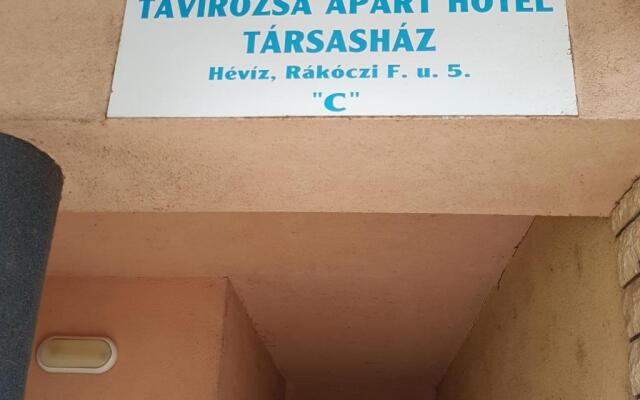 TAVIRÓZSA APART HOTEL
TÁRSASHÁZ
Hévíz, Rákóczi F. u. 5.
"C"